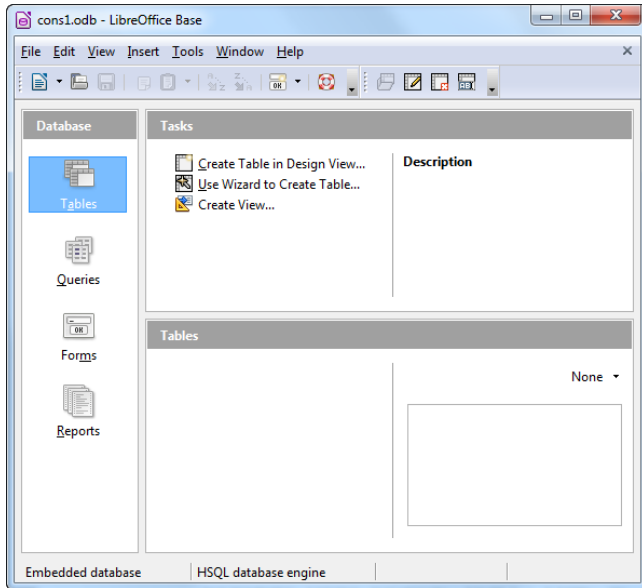 cons1.odb - LibreOffice Base
File Edit View Insert Tools Window Help
Database
Tables
Queries
Forms
Reports
Tasks
Create Table in Design View...
Use Wizard to Create Table...
Create View...
Description
Tables
None
Embedded database
HSQL database engine